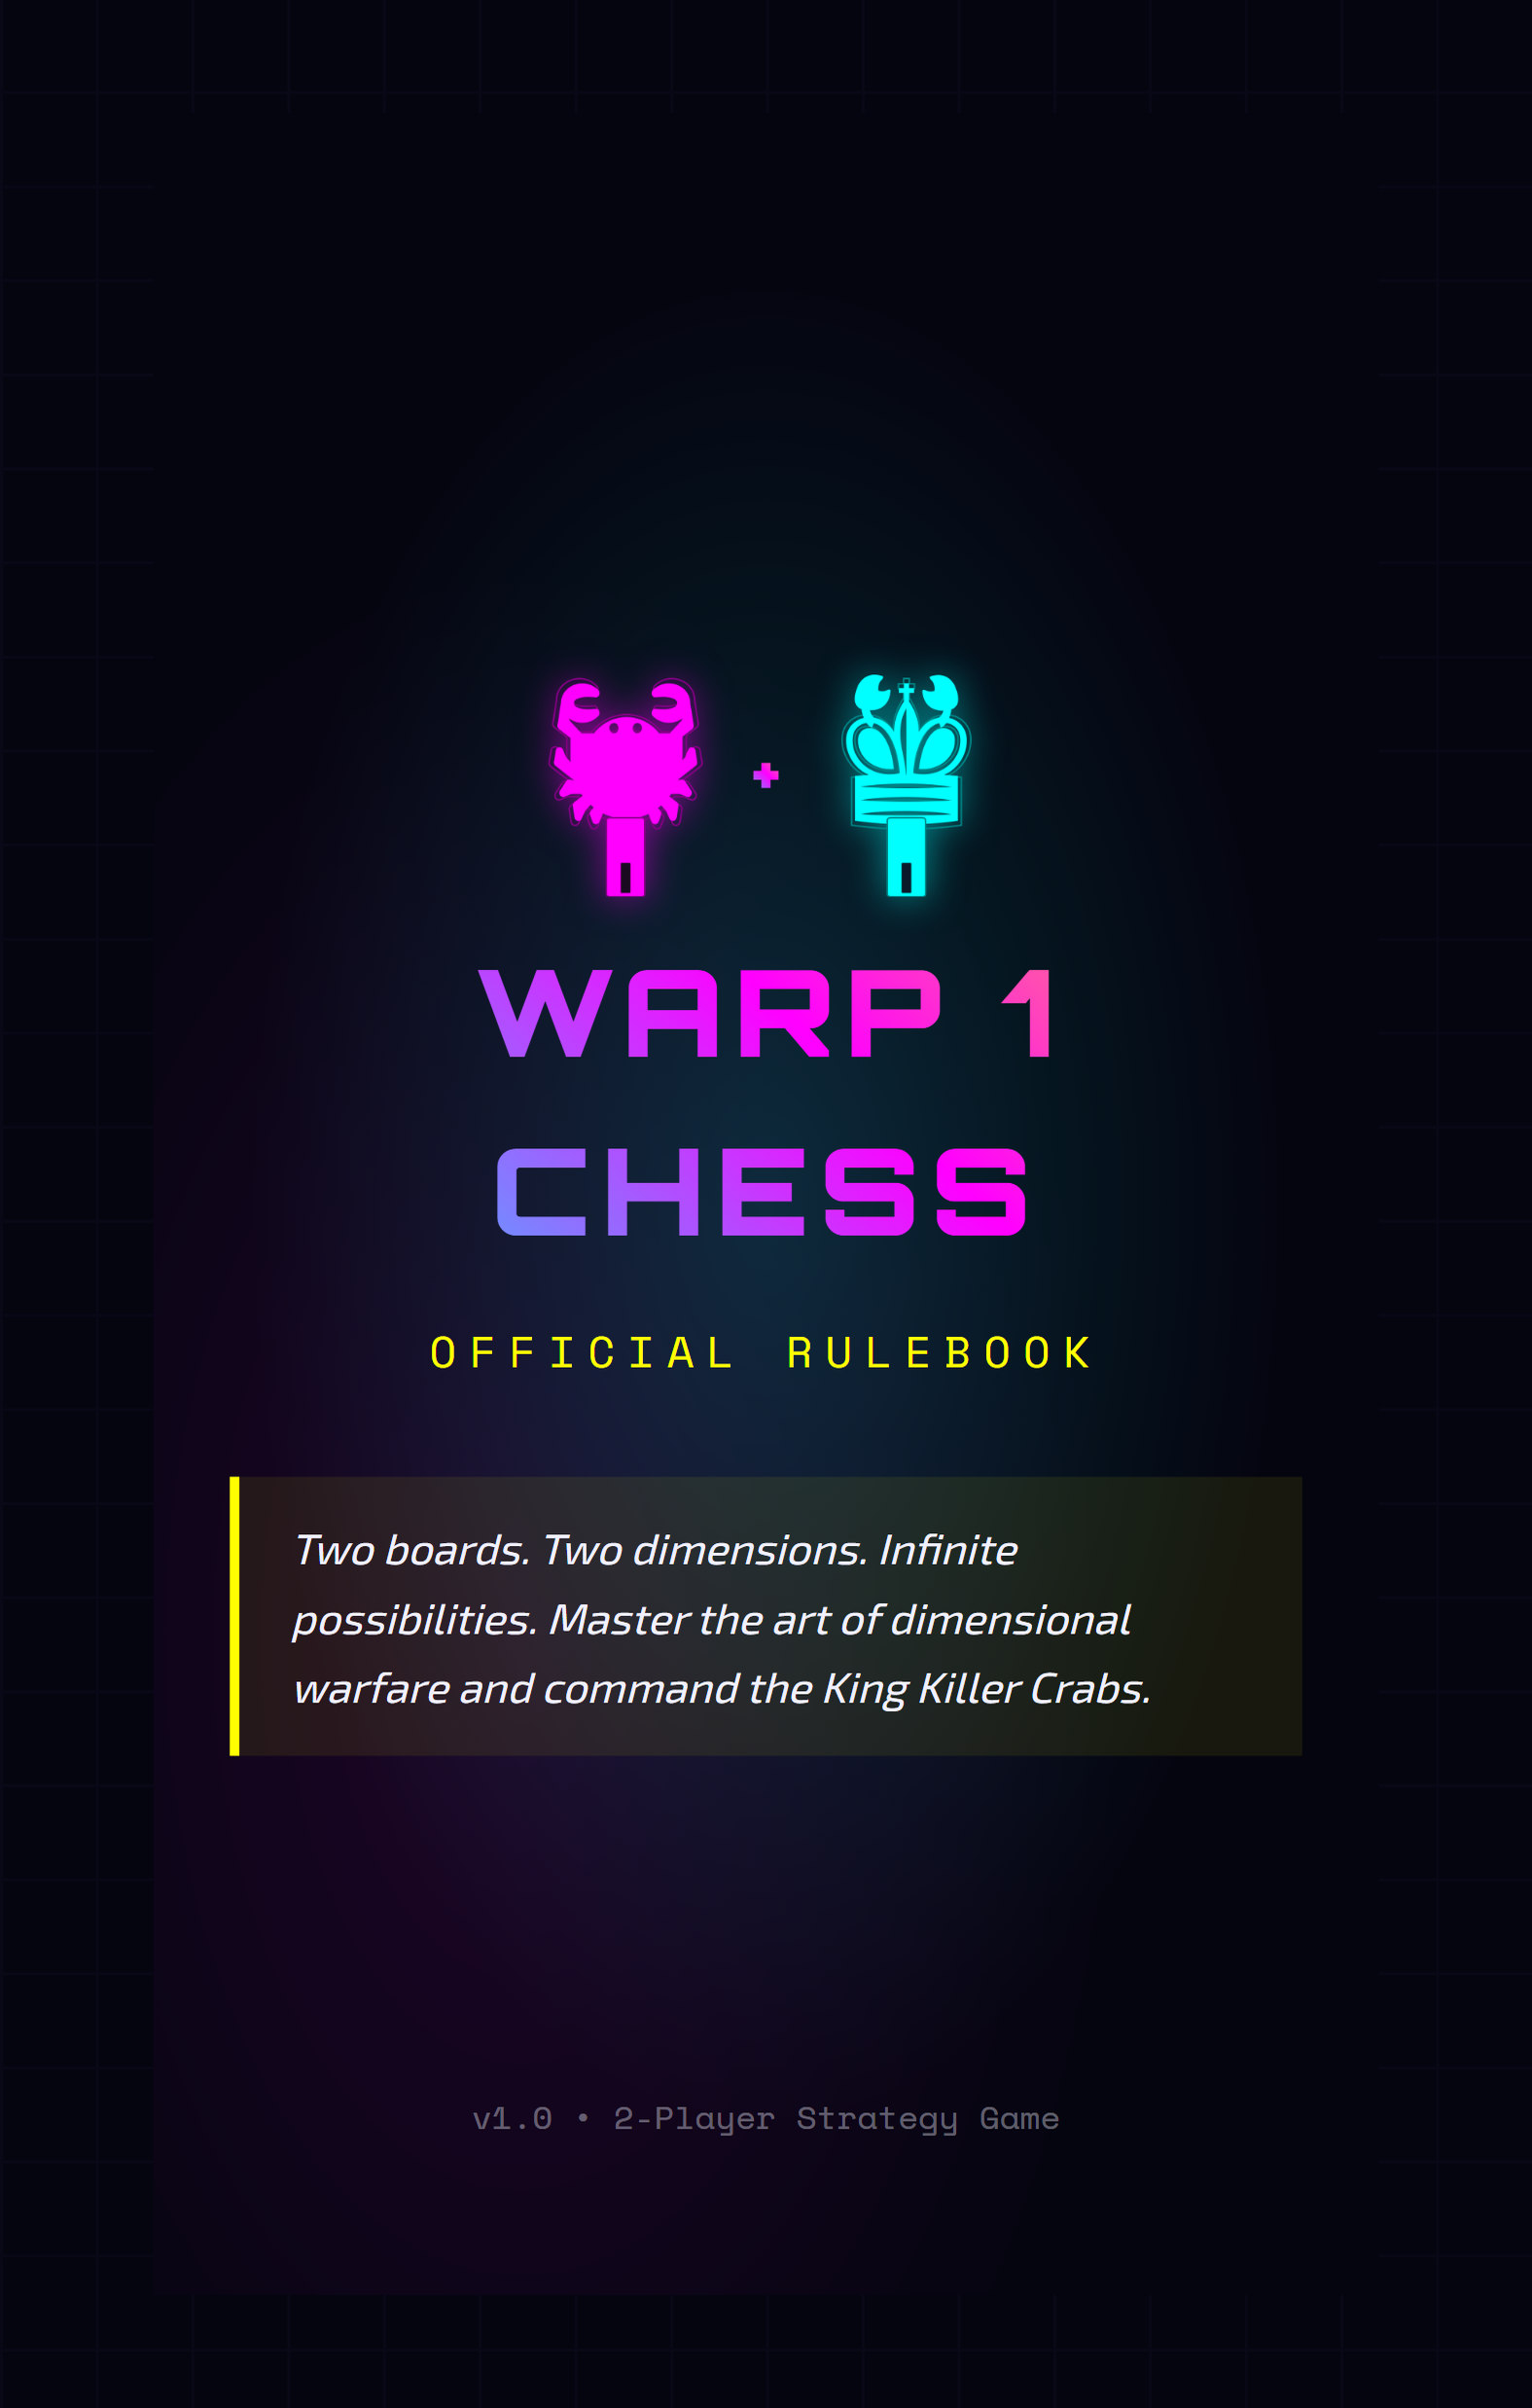 +
WARP 1
CHESS
OFFICIAL RULEBOOK
Two boards. Two dimensions. Infinite
possibilities. Master the art of dimensional
warfare and command the King Killer Crabs.
v1.0 • 2-Player Strategy Game